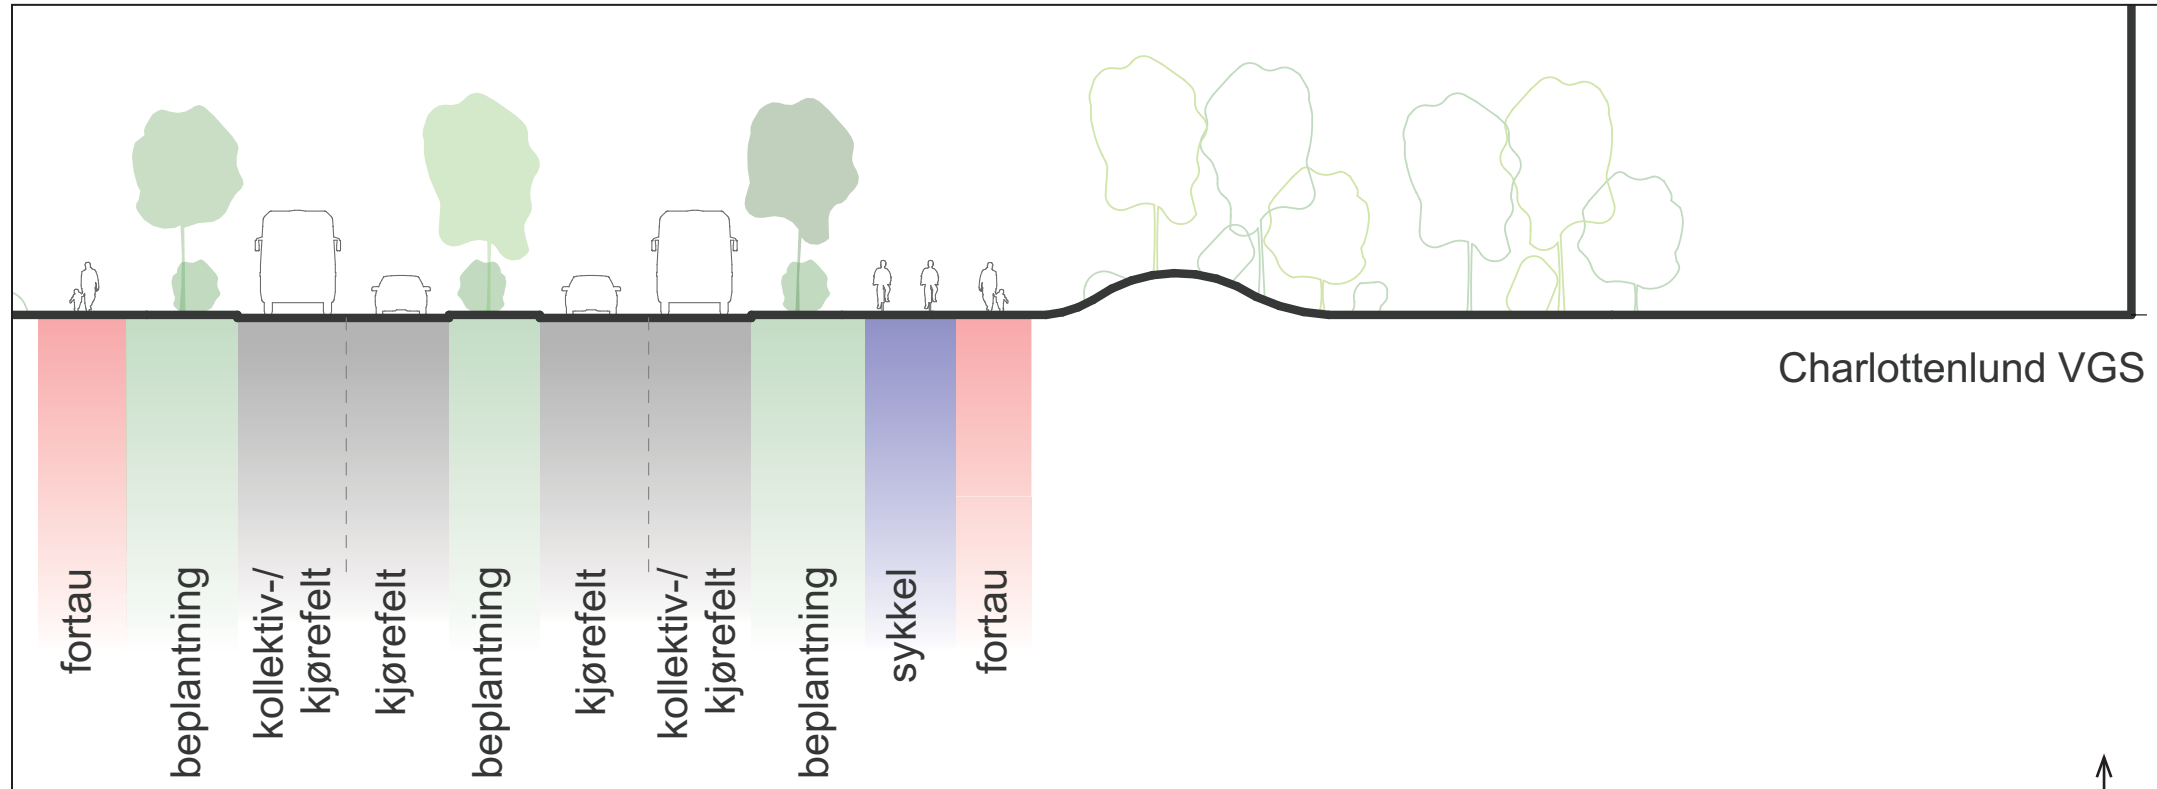 Charlottenlund VGS
fortau
beplantning
kollektiv-/
kjørefelt
kjørefelt
beplantning
kjørefelt
kollektiv-/
kjørefelt
beplantning
sykkel
fortau